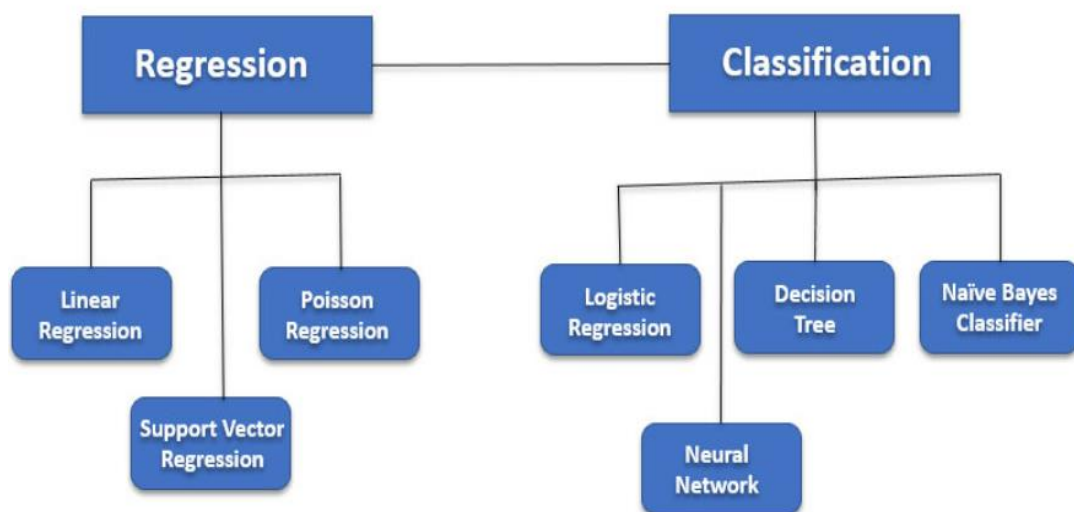 Regression
Classification
Linear
Regression
Poisson
Regression
Support Vector
Regression
Logistic
Regression
Decision
Tree
Naïve Bayes
Classifier
Neural
Network